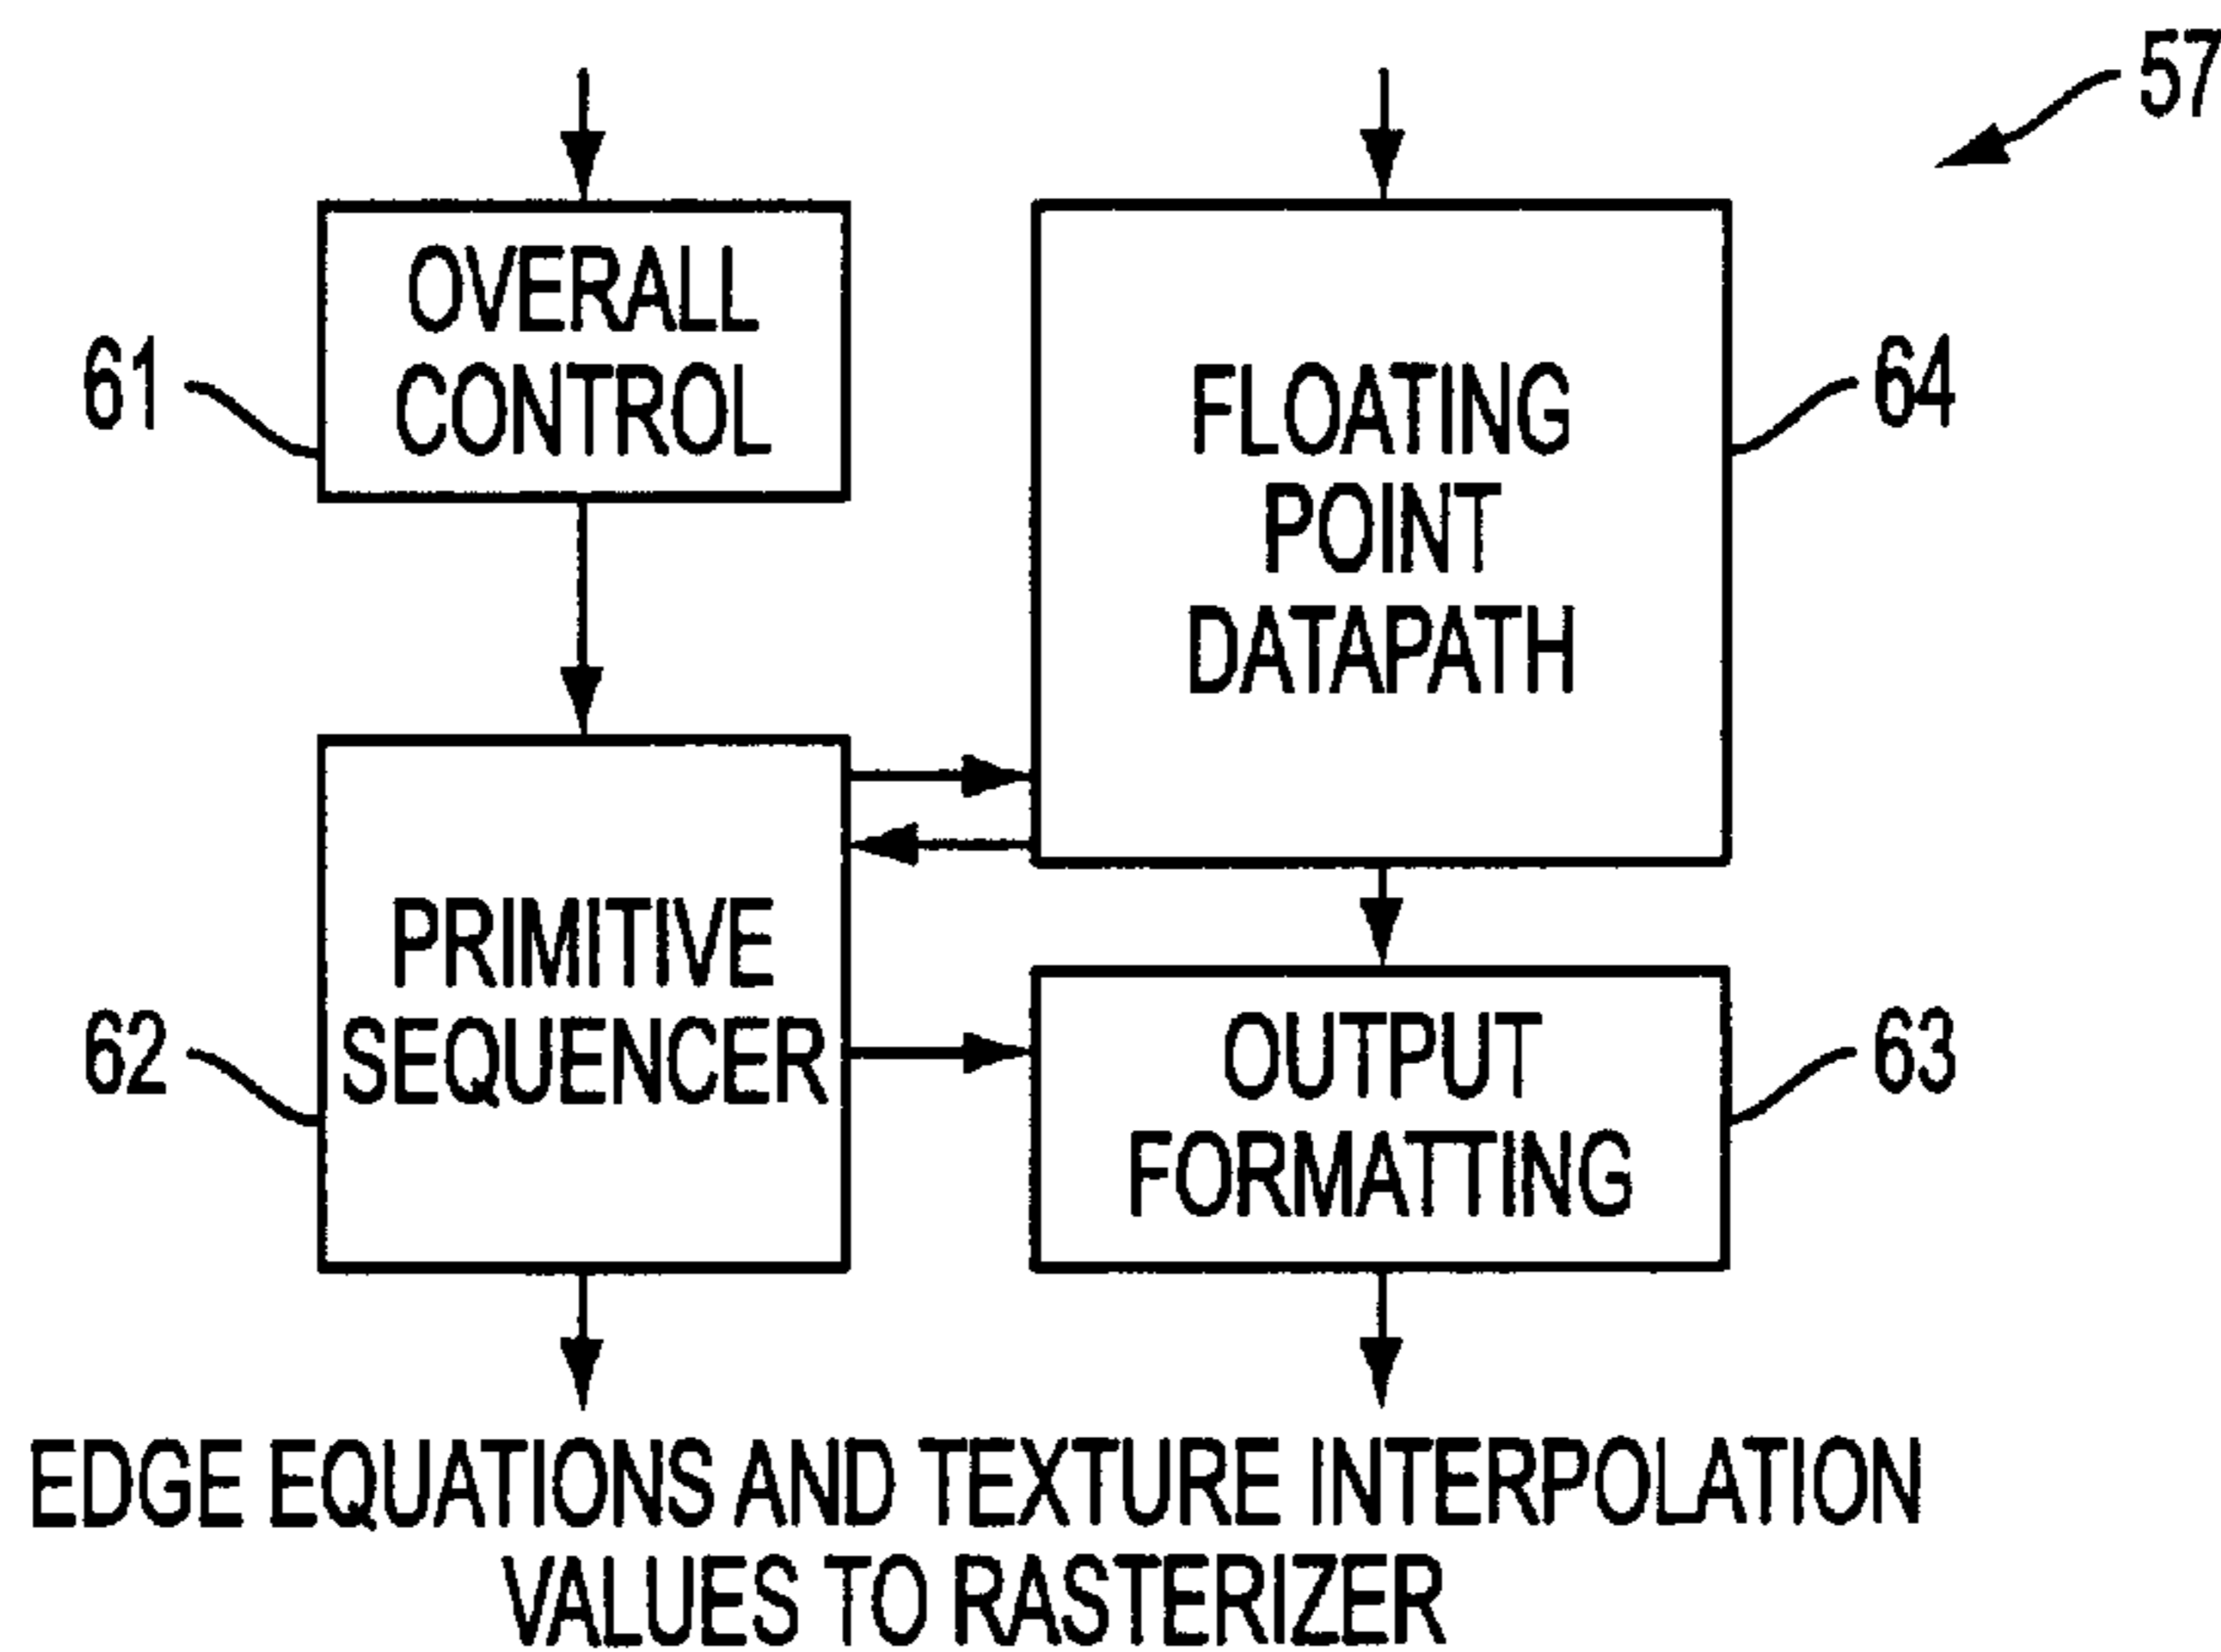 57
OVERALL
CONTROL
61
FLOATING
POINT
DATAPATH
64
PRIMITIVE
SEQUENCER
62
OUTPUT
FORMATTING
63
EDGE EQUATIONS AND TEXTURE INTERPOLATION
VALUES TO RASTERIZER